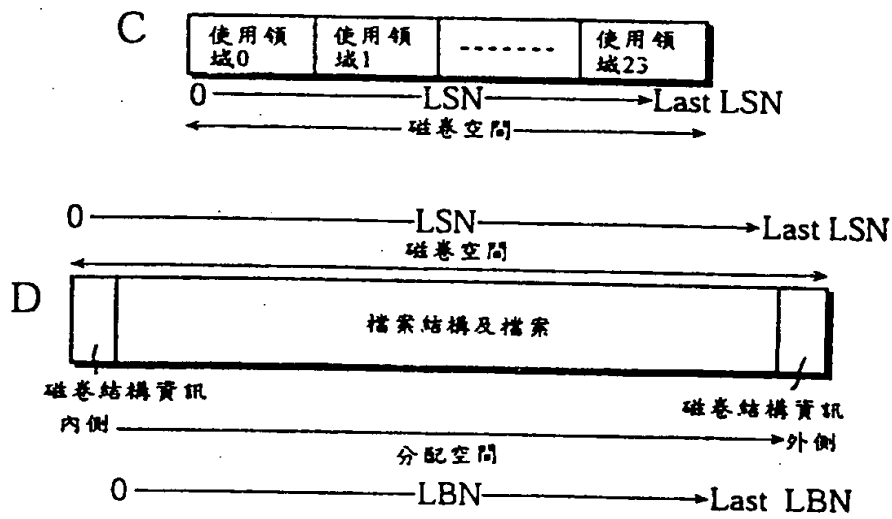 C
使用領域0
使用領域1
使用領域23
0 LSN Last LSN
磁卷空間
0 LSN Last LSN
磁卷空間
D
檔案結構及檔案
磁卷結構資訊
磁卷結構資訊
內側
外側
分配空間
0 LBN Last LBN